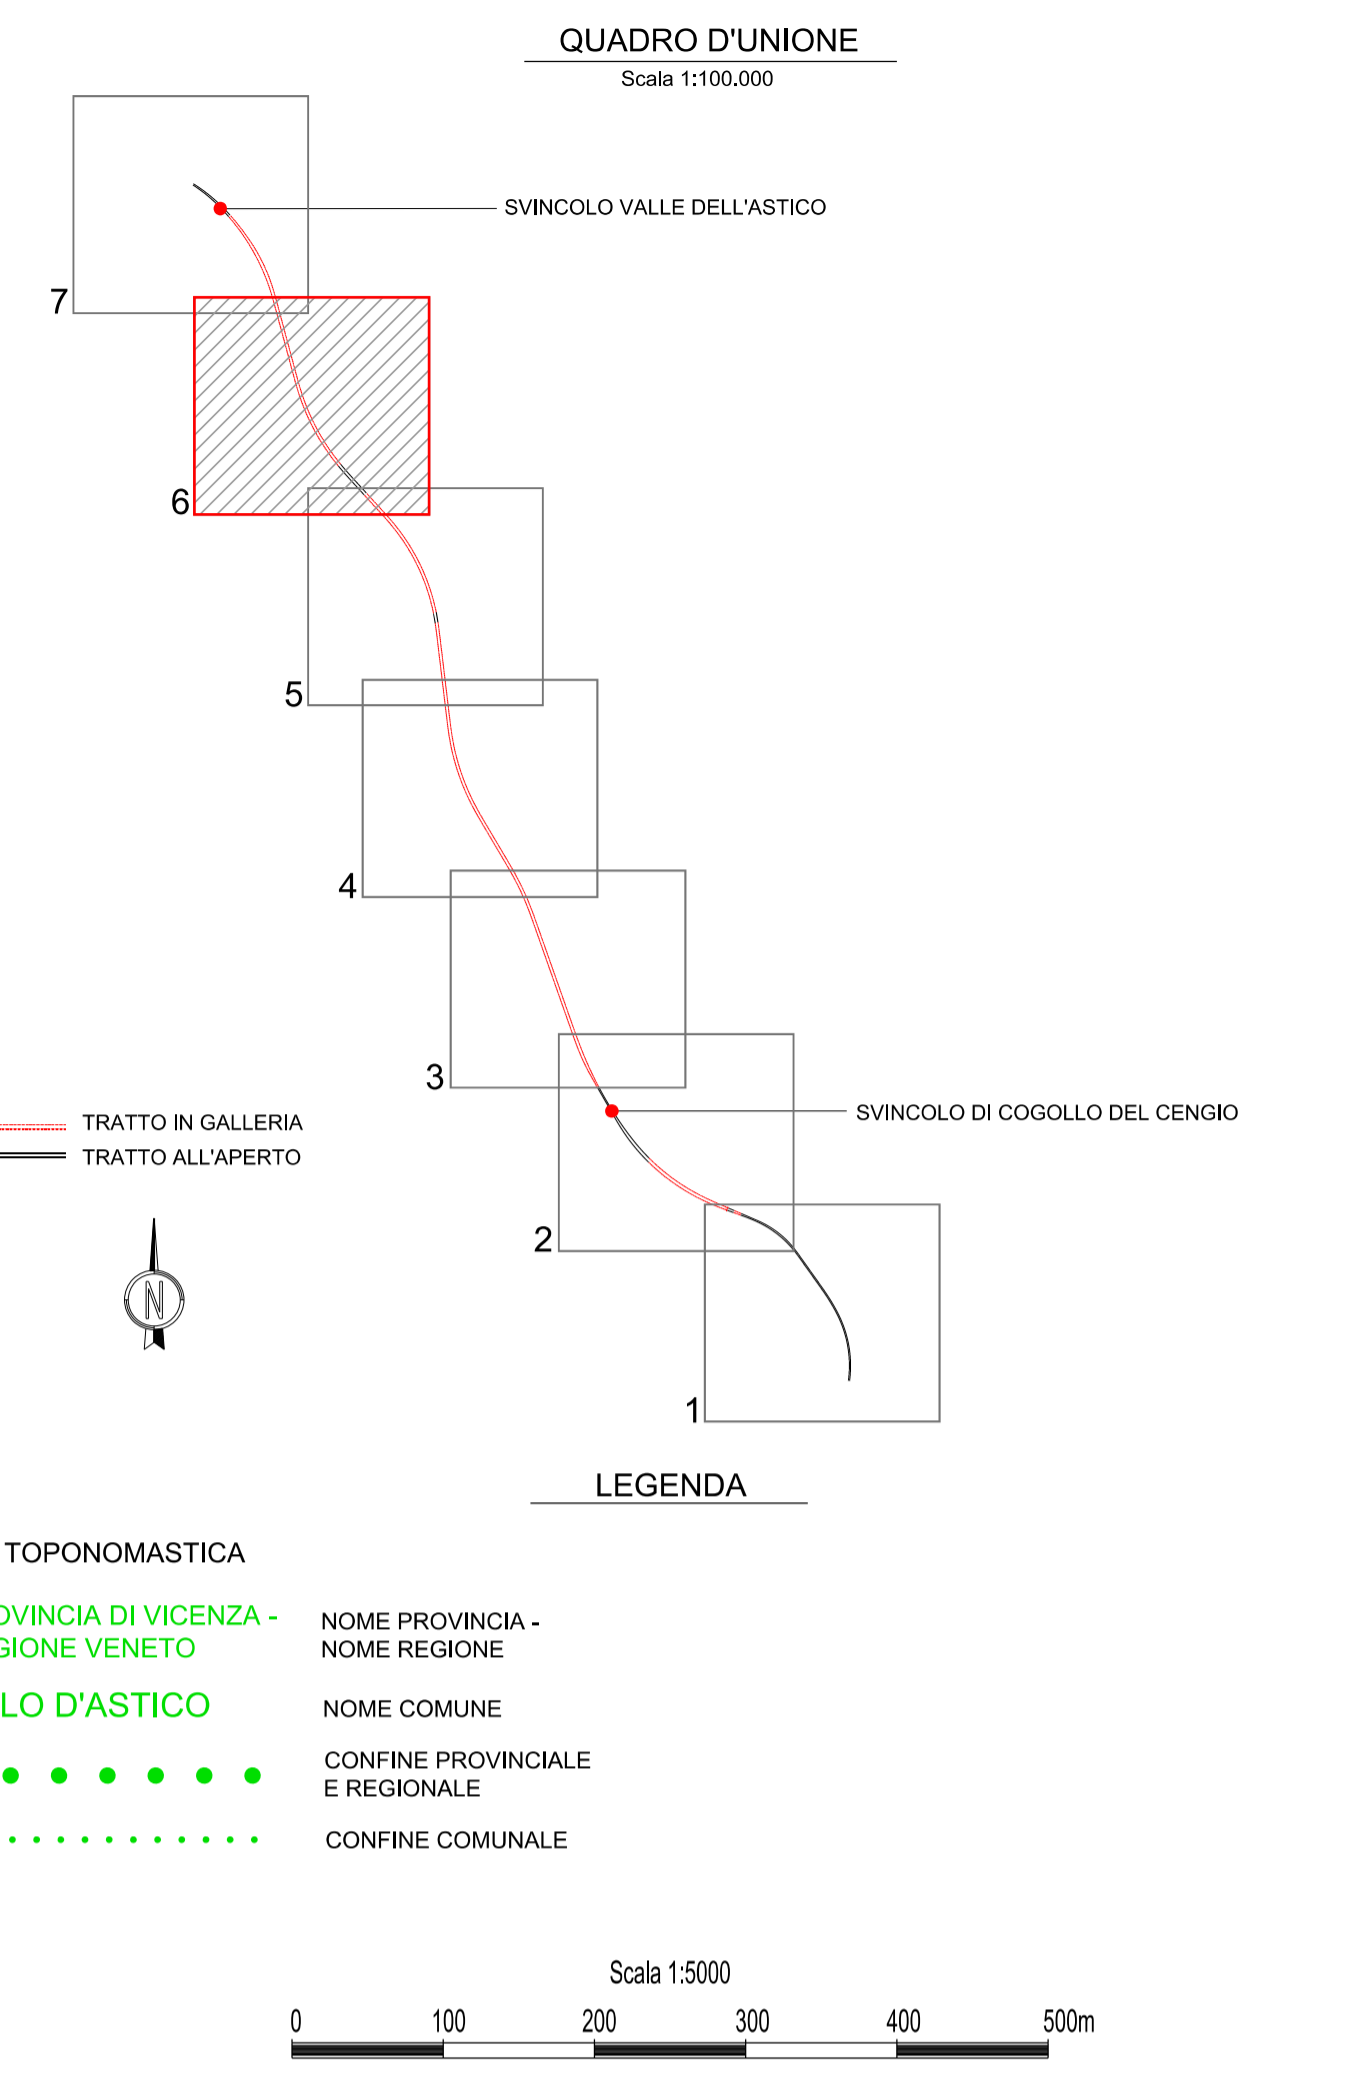 QUADRO D'UNIONE
Scala 1:100.000
SVINCOLO VALLE DELL'ASTICO
7
6
5
4
3
TRATTO IN GALLERIA
SVINCOLO DI COGOLLO DEL CENGIO
TRATTO ALL'APERTO
2
N
1
LEGENDA
TOPONOMASTICA
OVINCIA DI VICENZA -
GIONE VENETO
NOME PROVINCIA -
NOME REGIONE
LO D'ASTICO
NOME COMUNE
CONFINE PROVINCIALE
E REGIONALE
CONFINE COMUNALE
Scala 1:5000
0 100 200 300 400 500m